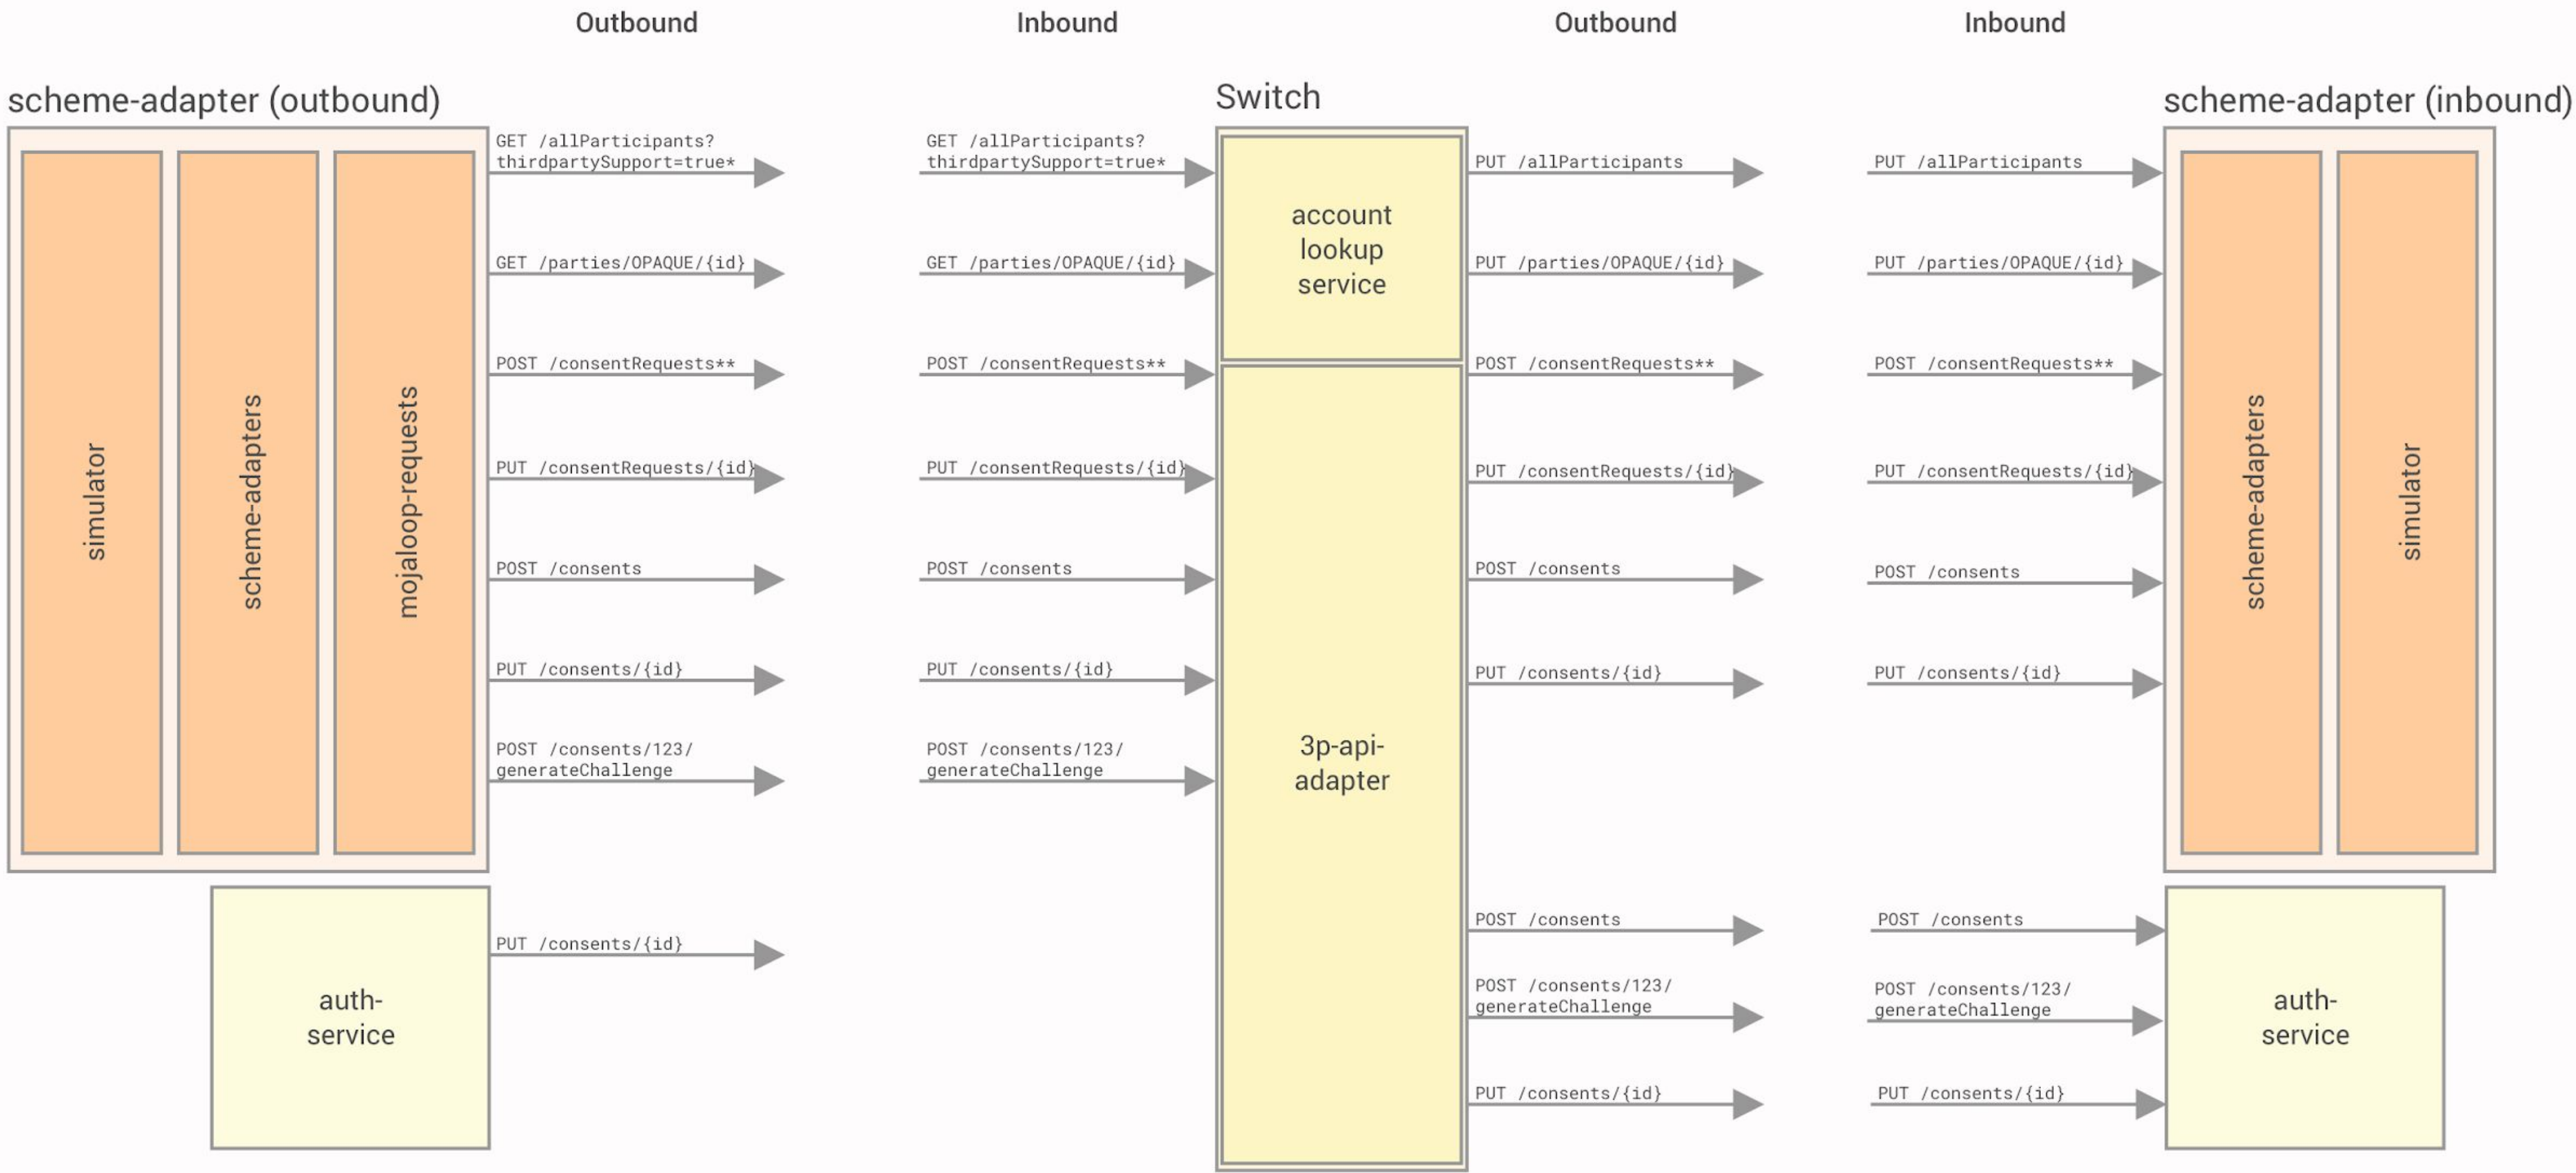 Outbound
Inbound
Outbound
Inbound
scheme-adapter (outbound)
Switch
scheme-adapter (inbound)
simulator
scheme-adapters
mojaloop-requests
GET /allParticipants?
thirdpartySupport=true*
GET /parties/OPAQUE/{id}
POST /consentRequests**
PUT /consentRequests/{id}
POST /consents
PUT /consents/{id}
POST /consents/123/
generateChallenge
auth-
service
PUT /consents/{id}
GET /allParticipants?
thirdpartySupport=true*
GET /parties/OPAQUE/{id}
POST /consentRequests**
PUT /consentRequests/{id}
POST /consents
PUT /consents/{id}
POST /consents/123/
generateChallenge
account
lookup
service
3p-api-
adapter
PUT /allParticipants
PUT /parties/OPAQUE/{id}
POST /consentRequests**
PUT /consentRequests/{id}
POST /consents
PUT /consents/{id}
POST /consents
POST /consents/123/
generateChallenge
PUT /consents/{id}
PUT /allParticipants
PUT /parties/OPAQUE/{id}
POST /consentRequests**
PUT /consentRequests/{id}
POST /consents
PUT /consents/{id}
POST /consents
POST /consents/123/
generateChallenge
PUT /consents/{id}
scheme-adapters
simulator
auth-
service